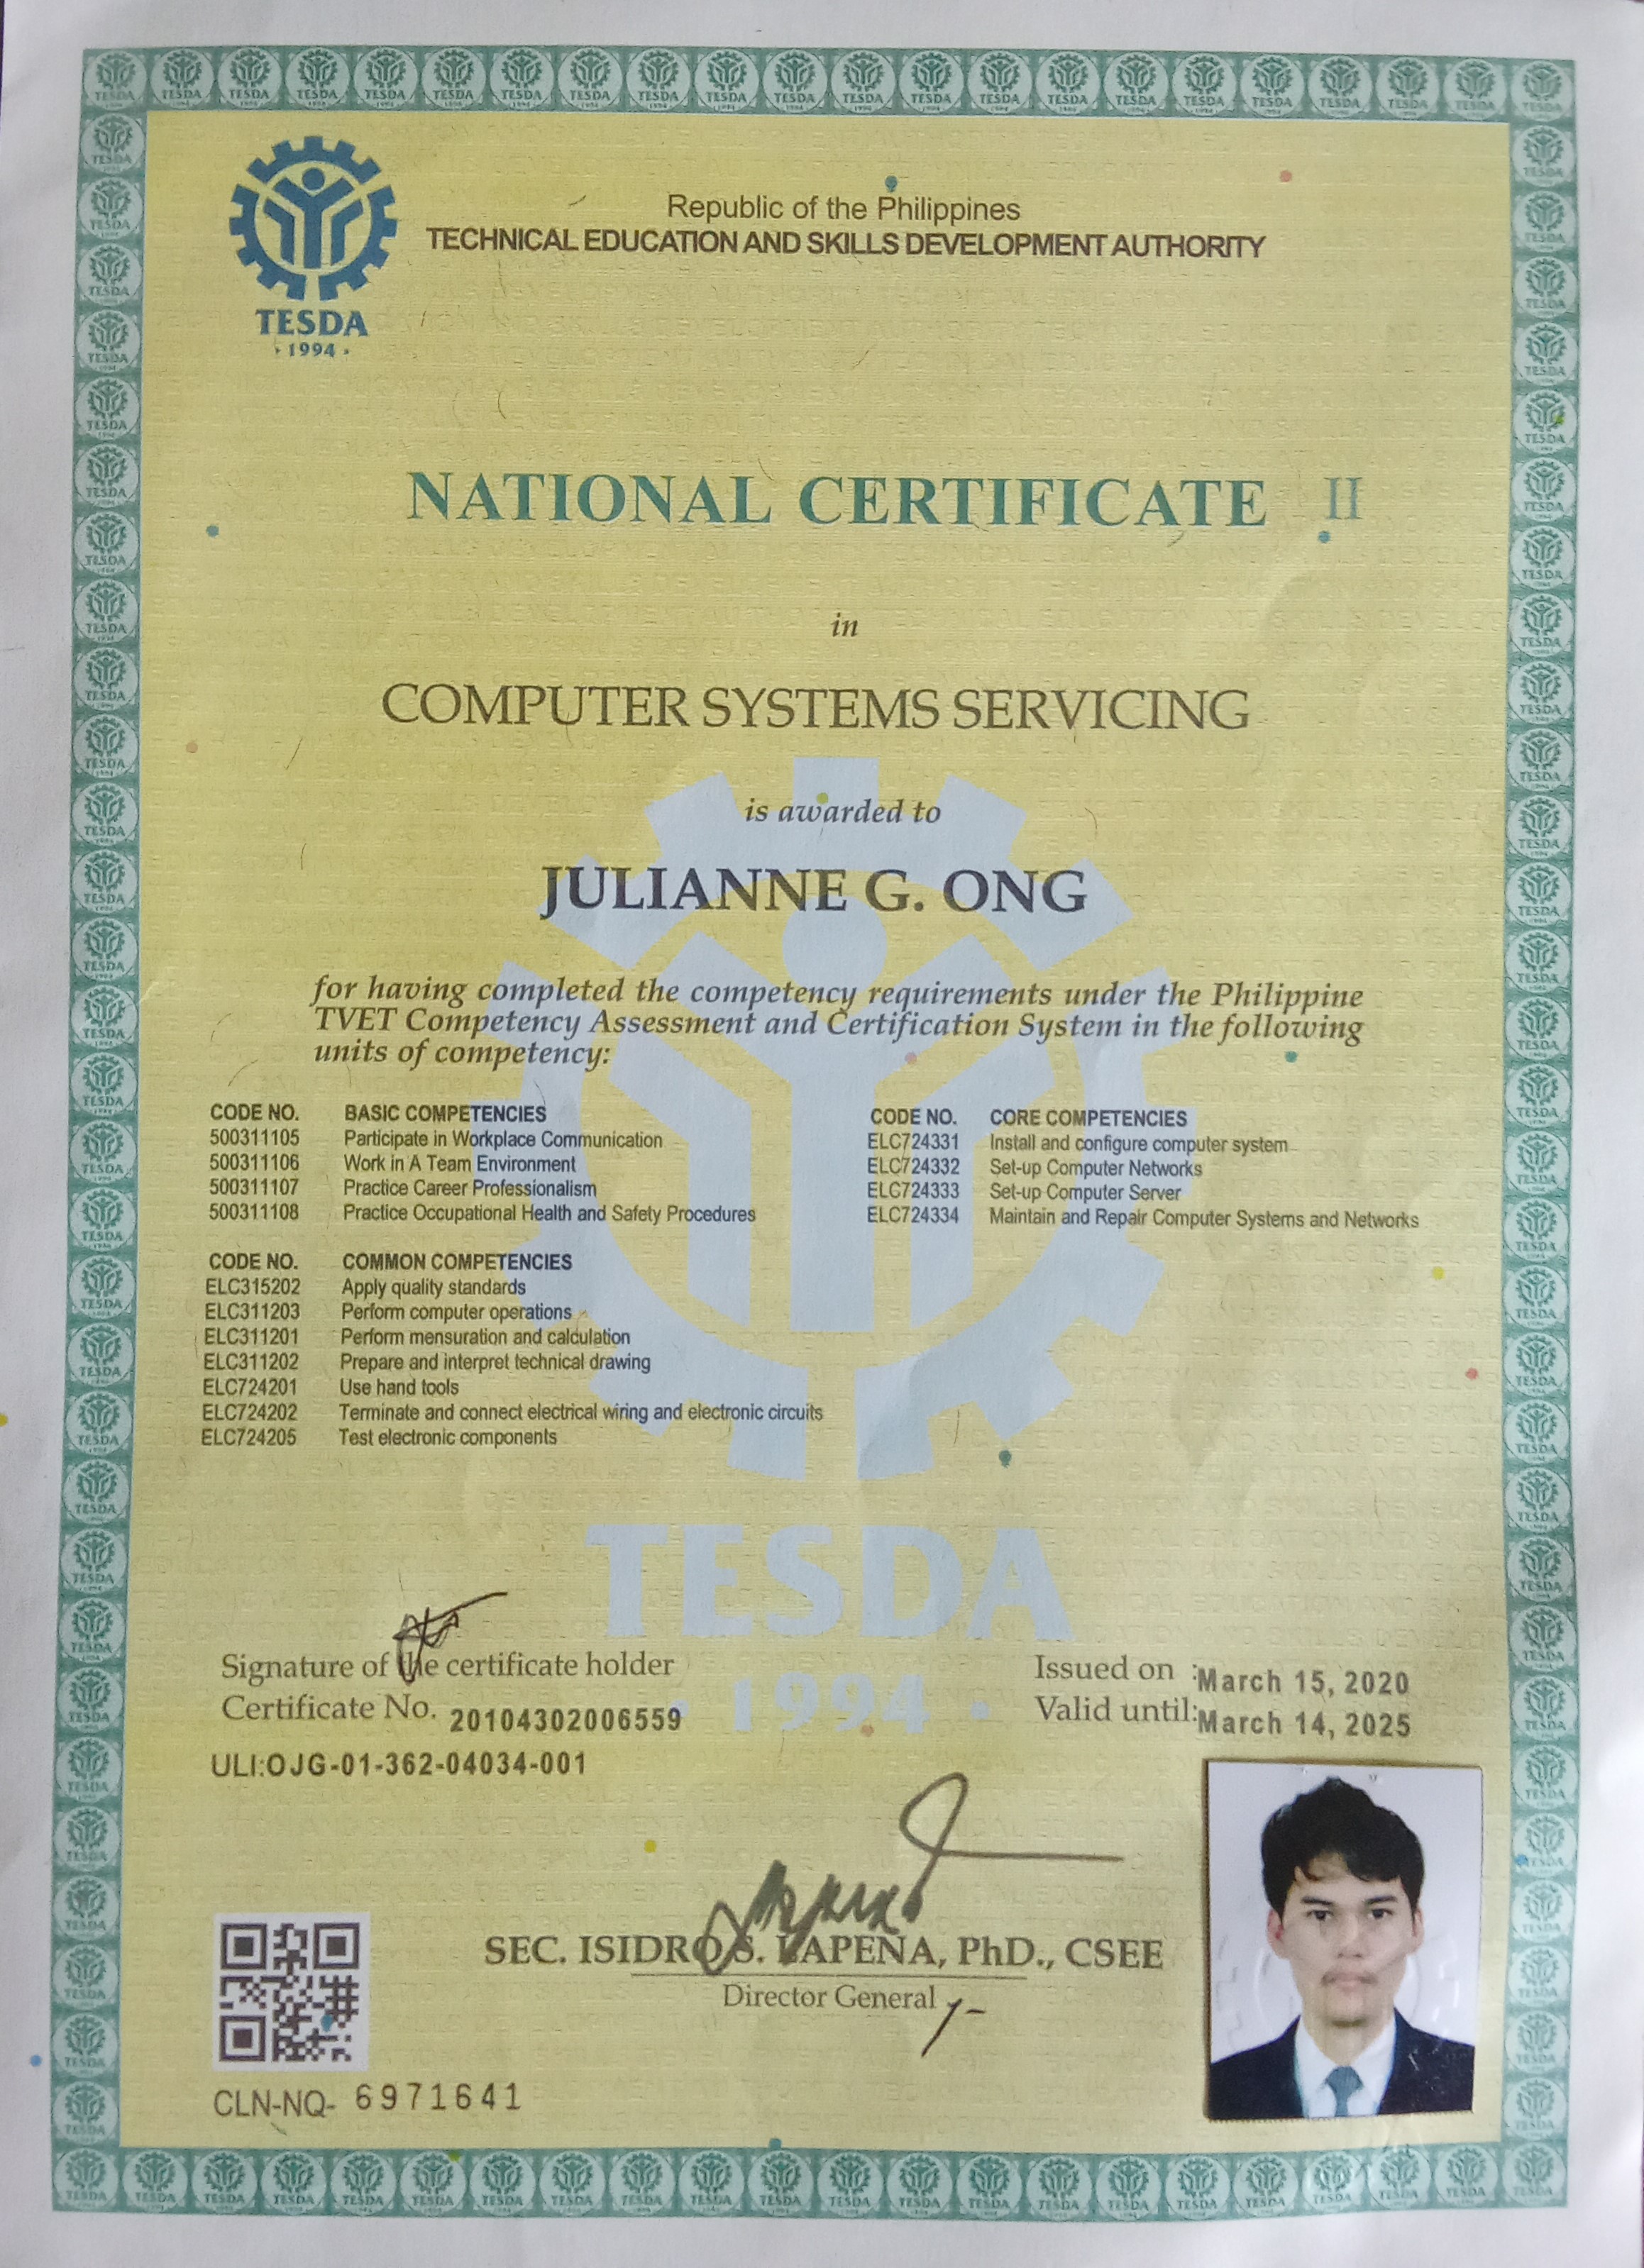 TESDA
· 1994 ·
Republic of the Philippines
TECHNICAL EDUCATION AND SKILLS DEVELOPMENT AUTHORITY
NATIONAL CERTIFICATE II
in
COMPUTER SYSTEMS SERVICING
is awarded to
JULIANNE G. ONG
for having completed the competency requirements under the Philippine
TVET Competency Assessment and Certification System in the following
units of competency:
CODE NO. BASIC COMPETENCIES
500311105 Participate in Workplace Communication
500311106 Work in A Team Environment
500311107 Practice Career Professionalism
500311108 Practice Occupational Health and Safety Procedures
CODE NO. COMMON COMPETENCIES
ELC315202 Apply quality standards
ELC311203 Perform computer operations
ELC311201 Perform mensuration and calculation
ELC311202 Prepare and interpret technical drawing
ELC724201 Use hand tools
ELC724202 Terminate and connect electrical wiring and electronic circuits
ELC724205 Test electronic components
CODE NO. CORE COMPETENCIES
ELC724331 Install and configure computer system
ELC724332 Set-up Computer Networks
ELC724333 Set-up Computer Server
ELC724334 Maintain and Repair Computer Systems and Networks
TESDA
· 1994 ·
Signature of the certificate holder
Certificate No. 20104302006559
ULI:OJG-01-362-04034-001
Issued on :March 15, 2020
Valid until:March 14, 2025
SEC. ISIDRO S. LAPEÑA, PhD., CSEE
Director General
CLN-NQ- 6971641